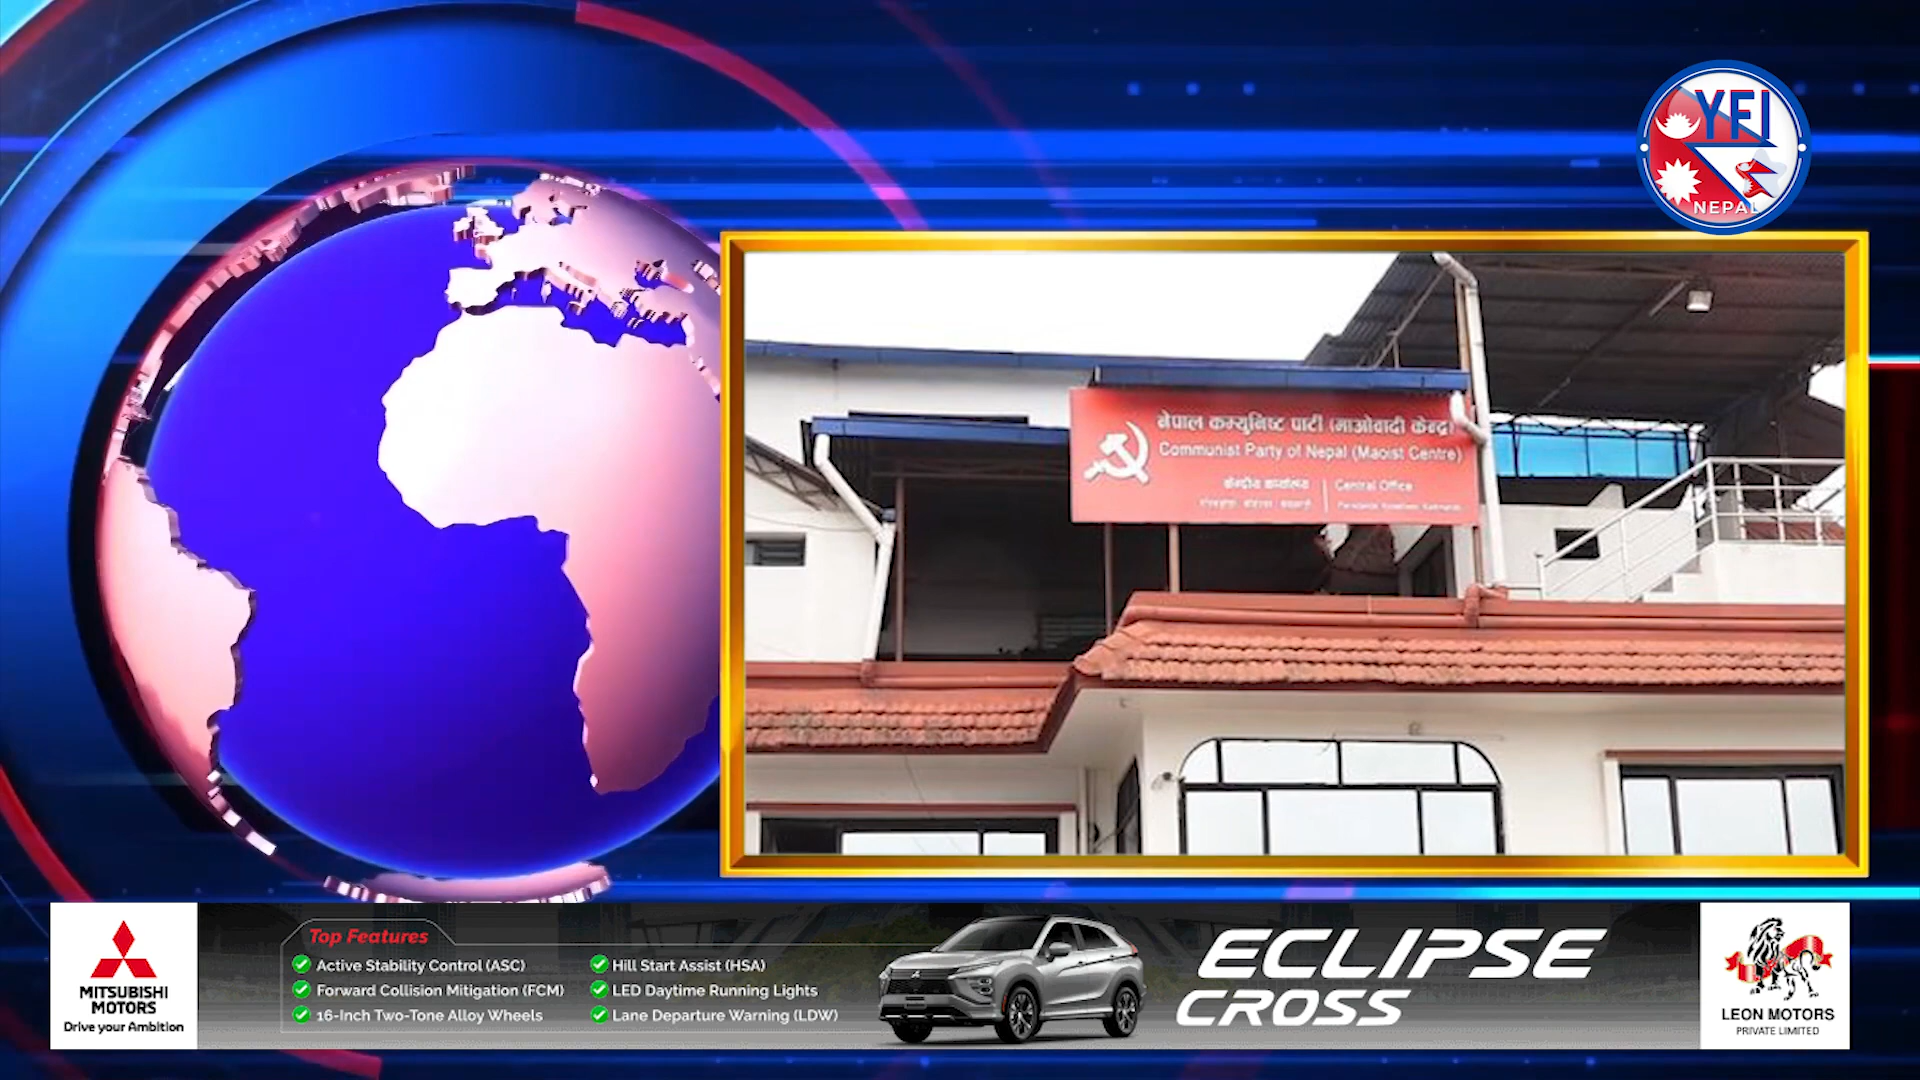 YFI
NEPAL
नेपाल कम्युनिष्ट पार्टी (माओवादी केन्द्र)
Communist Party of Nepal (Maoist Centre)
केन्द्रीय कार्यालय
Central Office
Top Features
Active Stability Control (ASC)
Forward Collision Mitigation (FCM)
16-Inch Two-Tone Alloy Wheels
Hill Start Assist (HSA)
LED Daytime Running Lights
Lane Departure Warning (LDW)
MITSUBISHI
MOTORS
Drive your Ambition
ECLIPSE
CROSS
LEON MOTORS
PRIVATE LIMITED